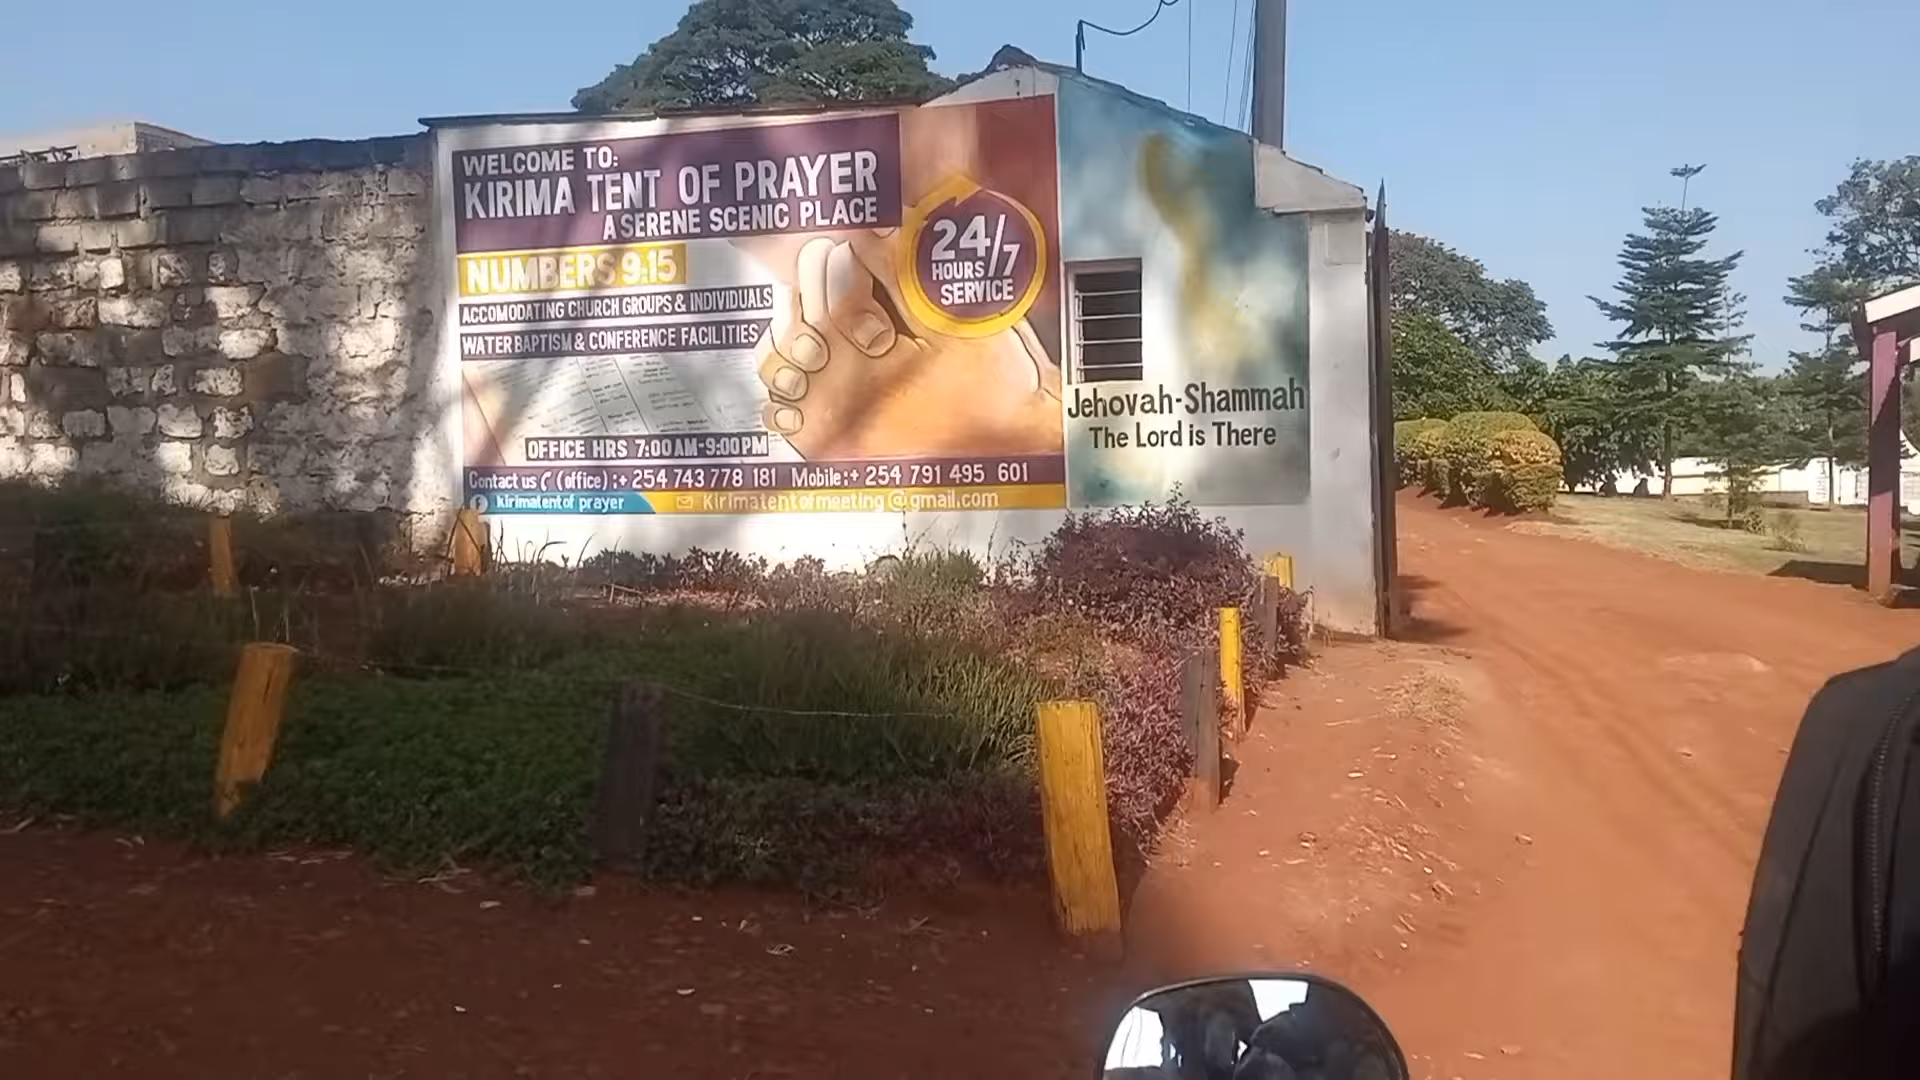 WELCOME TO:
KIRIMA TENT OF PRAYER
A SERENE SCENIC PLACE
NUMBERS 9:15
ACCOMODATING CHURCH GROUPS & INDIVIDUALS
WATER BAPTISM & CONFERENCE FACILITIES
24/7
HOURS
SERVICE
OFFICE HRS 7:00AM-9:00PM
Contact us (office) :+ 254 743 778 181 Mobile:+ 254 791 495 601
kirimatentof prayer Kirimatentofmeeting@gmail.com
Jehovah-Shammah
The Lord is There